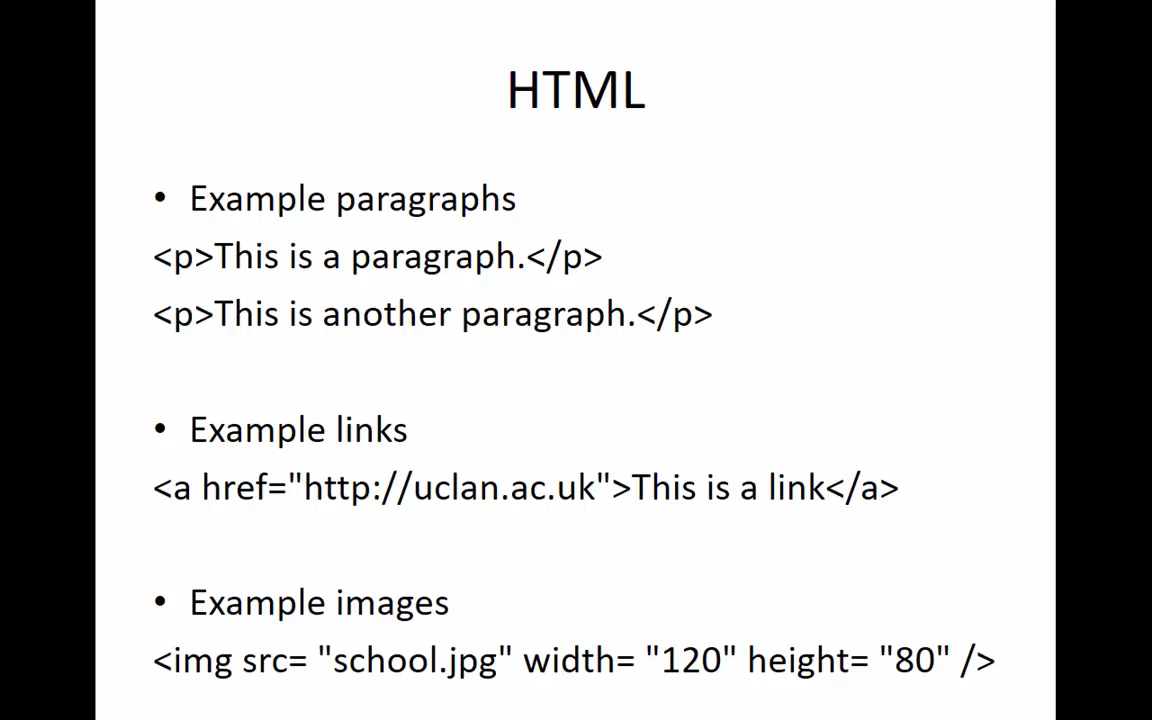 HTML
• Example paragraphs
<p>This is a paragraph.</p>
<p>This is another paragraph.</p>
• Example links
<a href="http://uclan.ac.uk">This is a link</a>
• Example images
<img src= "school.jpg" width= "120" height= "80" />